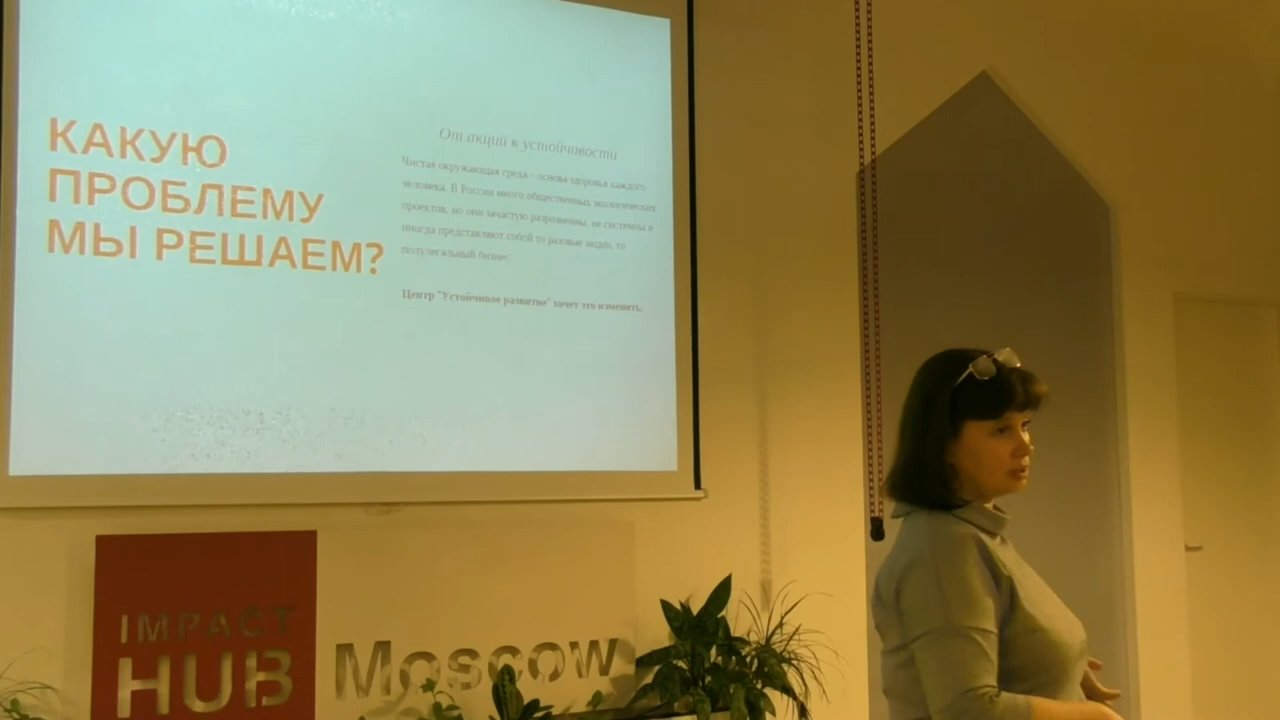 КАКУЮ
ПРОБЛЕМУ
МЫ РЕШАЕМ?
От акций к устойчивости
Чистая окружающая среда – основа здоровья каждого
человека. В России много общественных экологических
проектов, но они зачастую разрозненны, не системны и
иногда представляют собой то разовые акции, то
полулегальный бизнес.
Центр "Устойчивое развитие" хочет это изменить.
IMPACT
HUB
Moscow